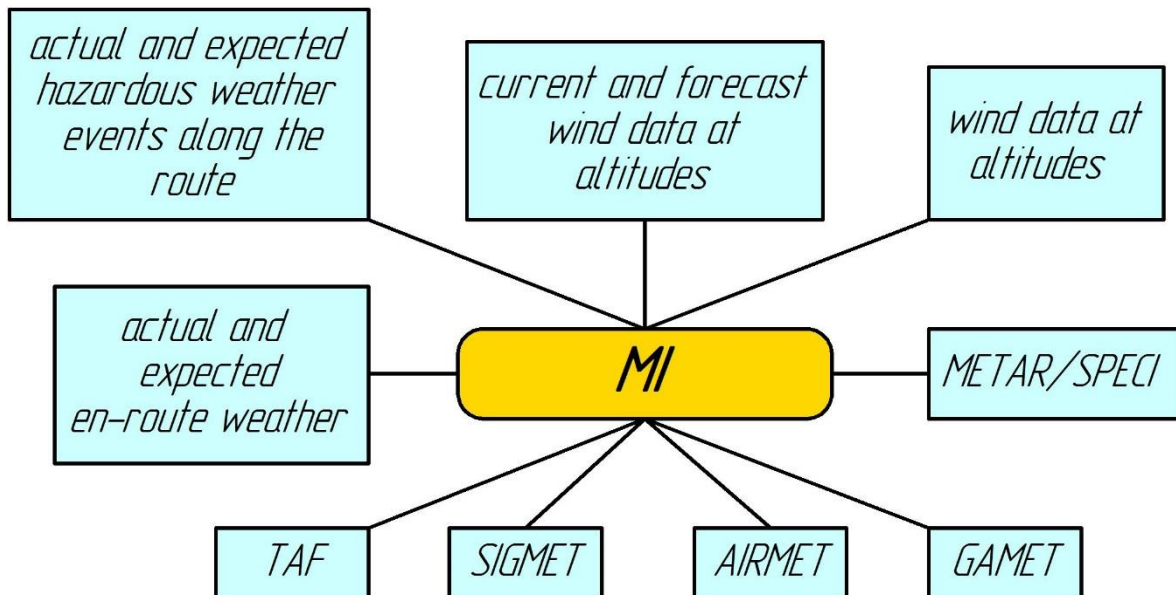 actual and expected
hazardous weather
events along the
route
current and forecast
wind data at
altitudes
wind data at
altitudes
actual and
expected
en-route weather
MI
METAR/SPECI
TAF
SIGMET
AIRMET
GAMET